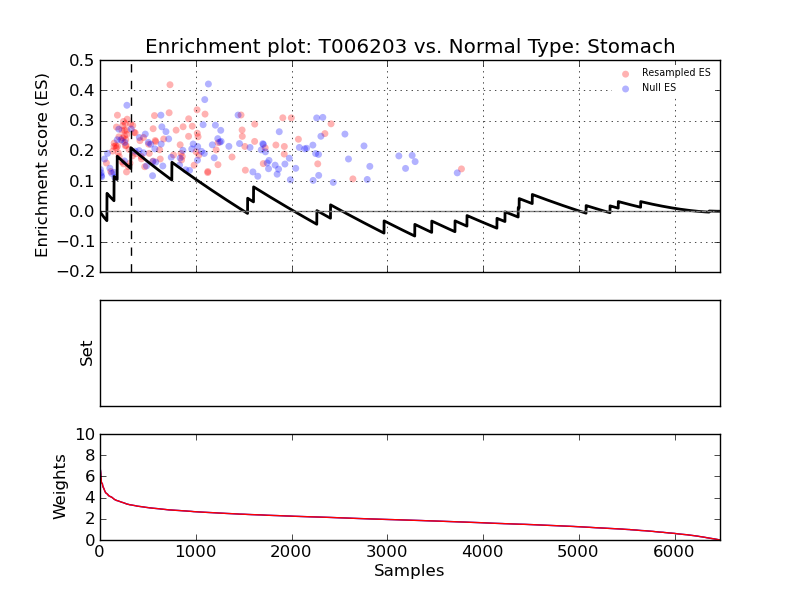 Enrichment plot: T006203 vs. Normal Type: Stomach
Enrichment score (ES)
0.5
0.4
0.3
0.2
0.1
0.0
−0.1
−0.2
Resampled ES
Null ES
Set
Weights
10
8
6
4
2
0
0 1000 2000 3000 4000 5000 6000
Samples